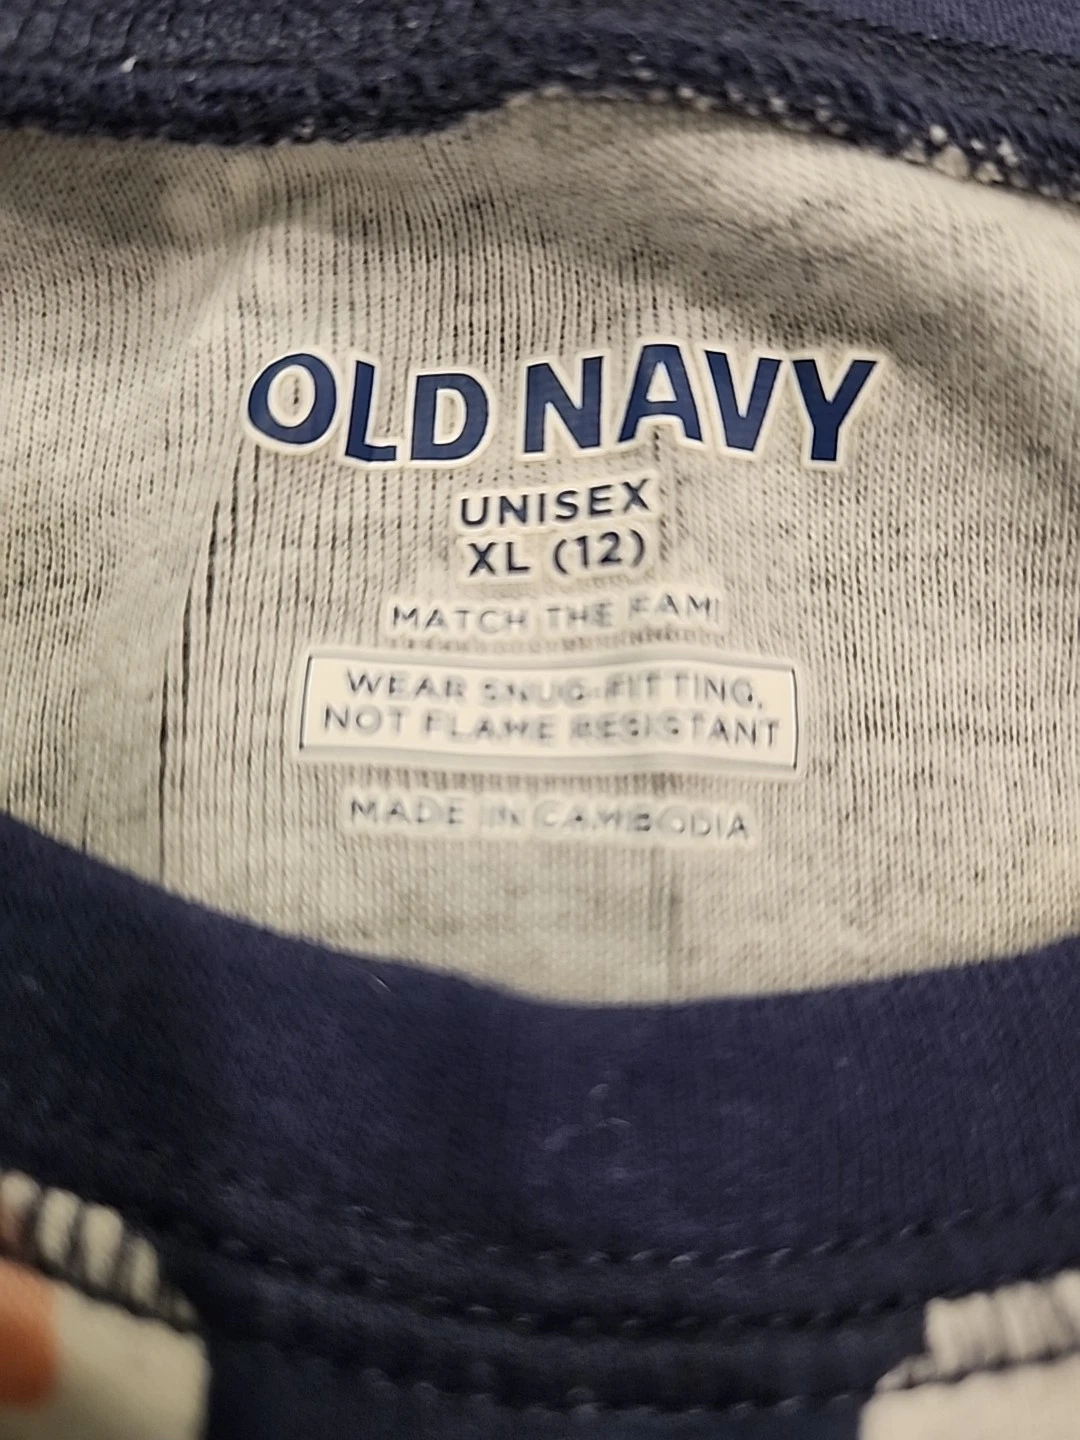 OLD NAVY
UNISEX
XL (12)
MATCH THE FAM!
WEAR SNUG-FITTING,
NOT FLAME RESISTANT
MADE IN CAMBODIA